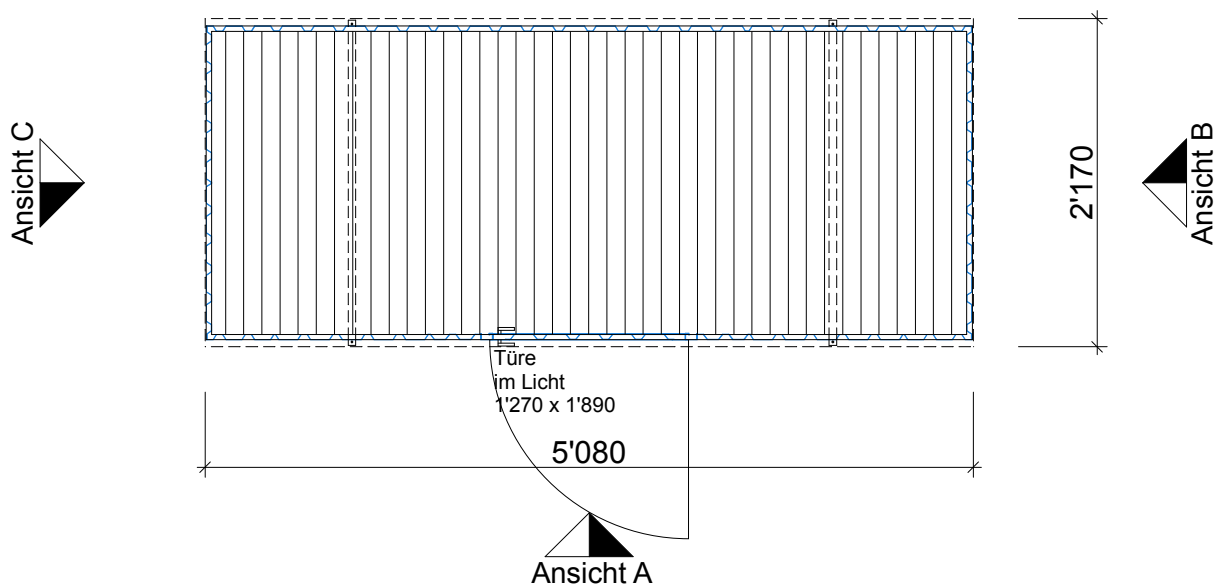 Ansicht C
2'170
Ansicht B
Türe
im Licht
1'270 x 1'890
5'080
Ansicht A